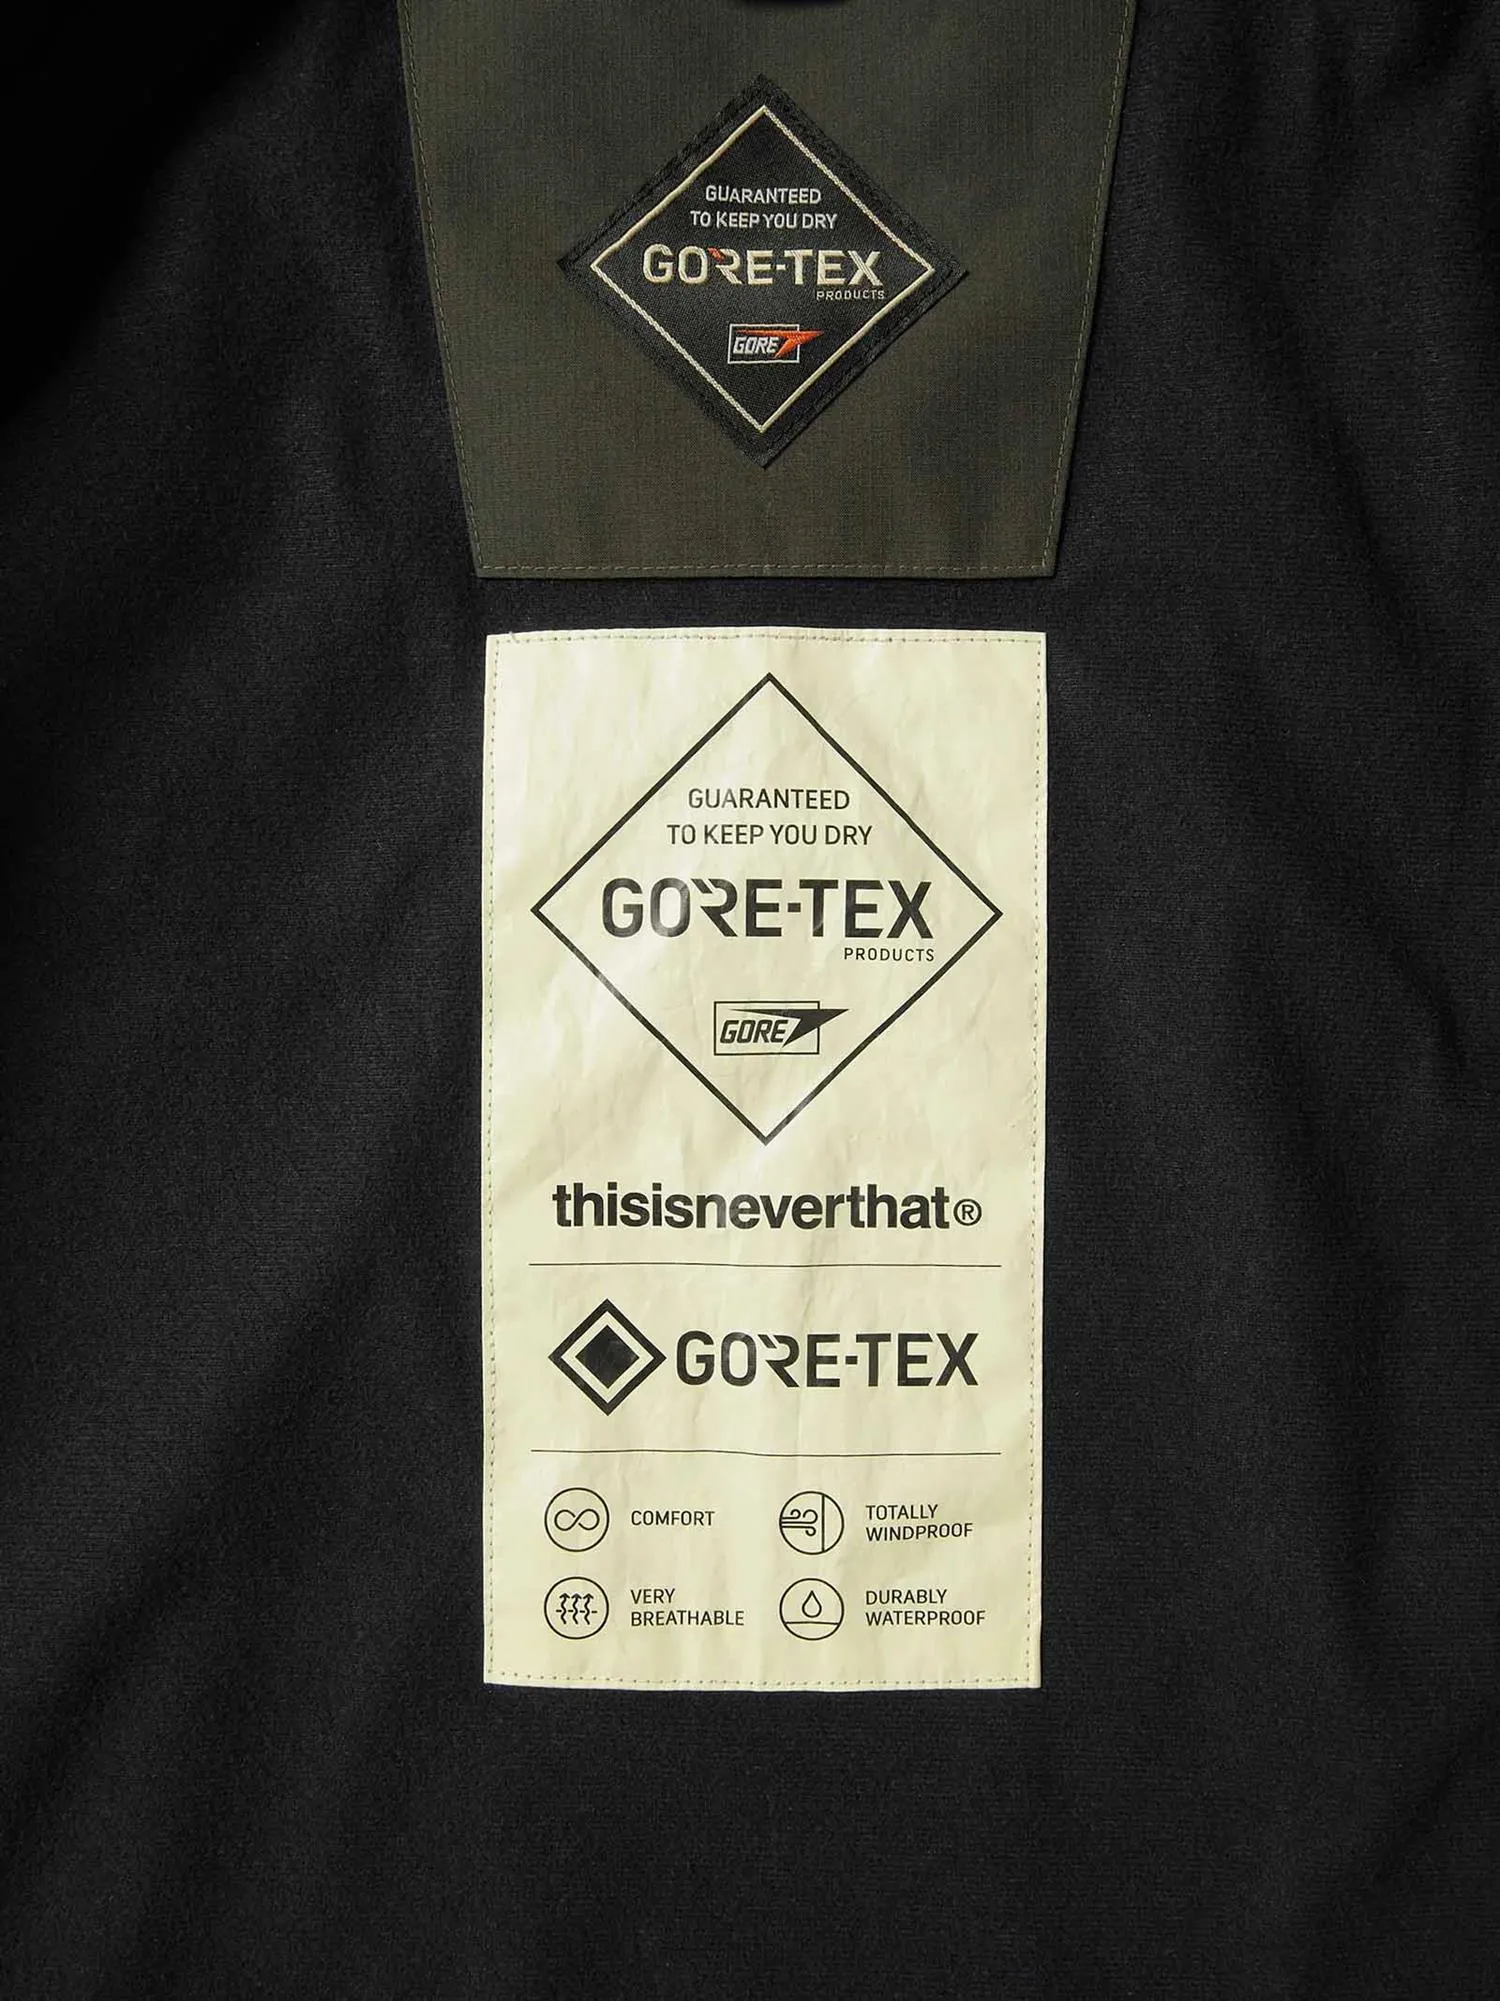 GUARANTEED
TO KEEP YOU DRY
GORE-TEX
PRODUCTS
GORE
GUARANTEED
TO KEEP YOU DRY
GORE-TEX
PRODUCTS
GORE
thisisneverthat®
GORE-TEX
COMFORT
TOTALLY
WINDPROOF
VERY
BREATHABLE
DURABLY
WATERPROOF